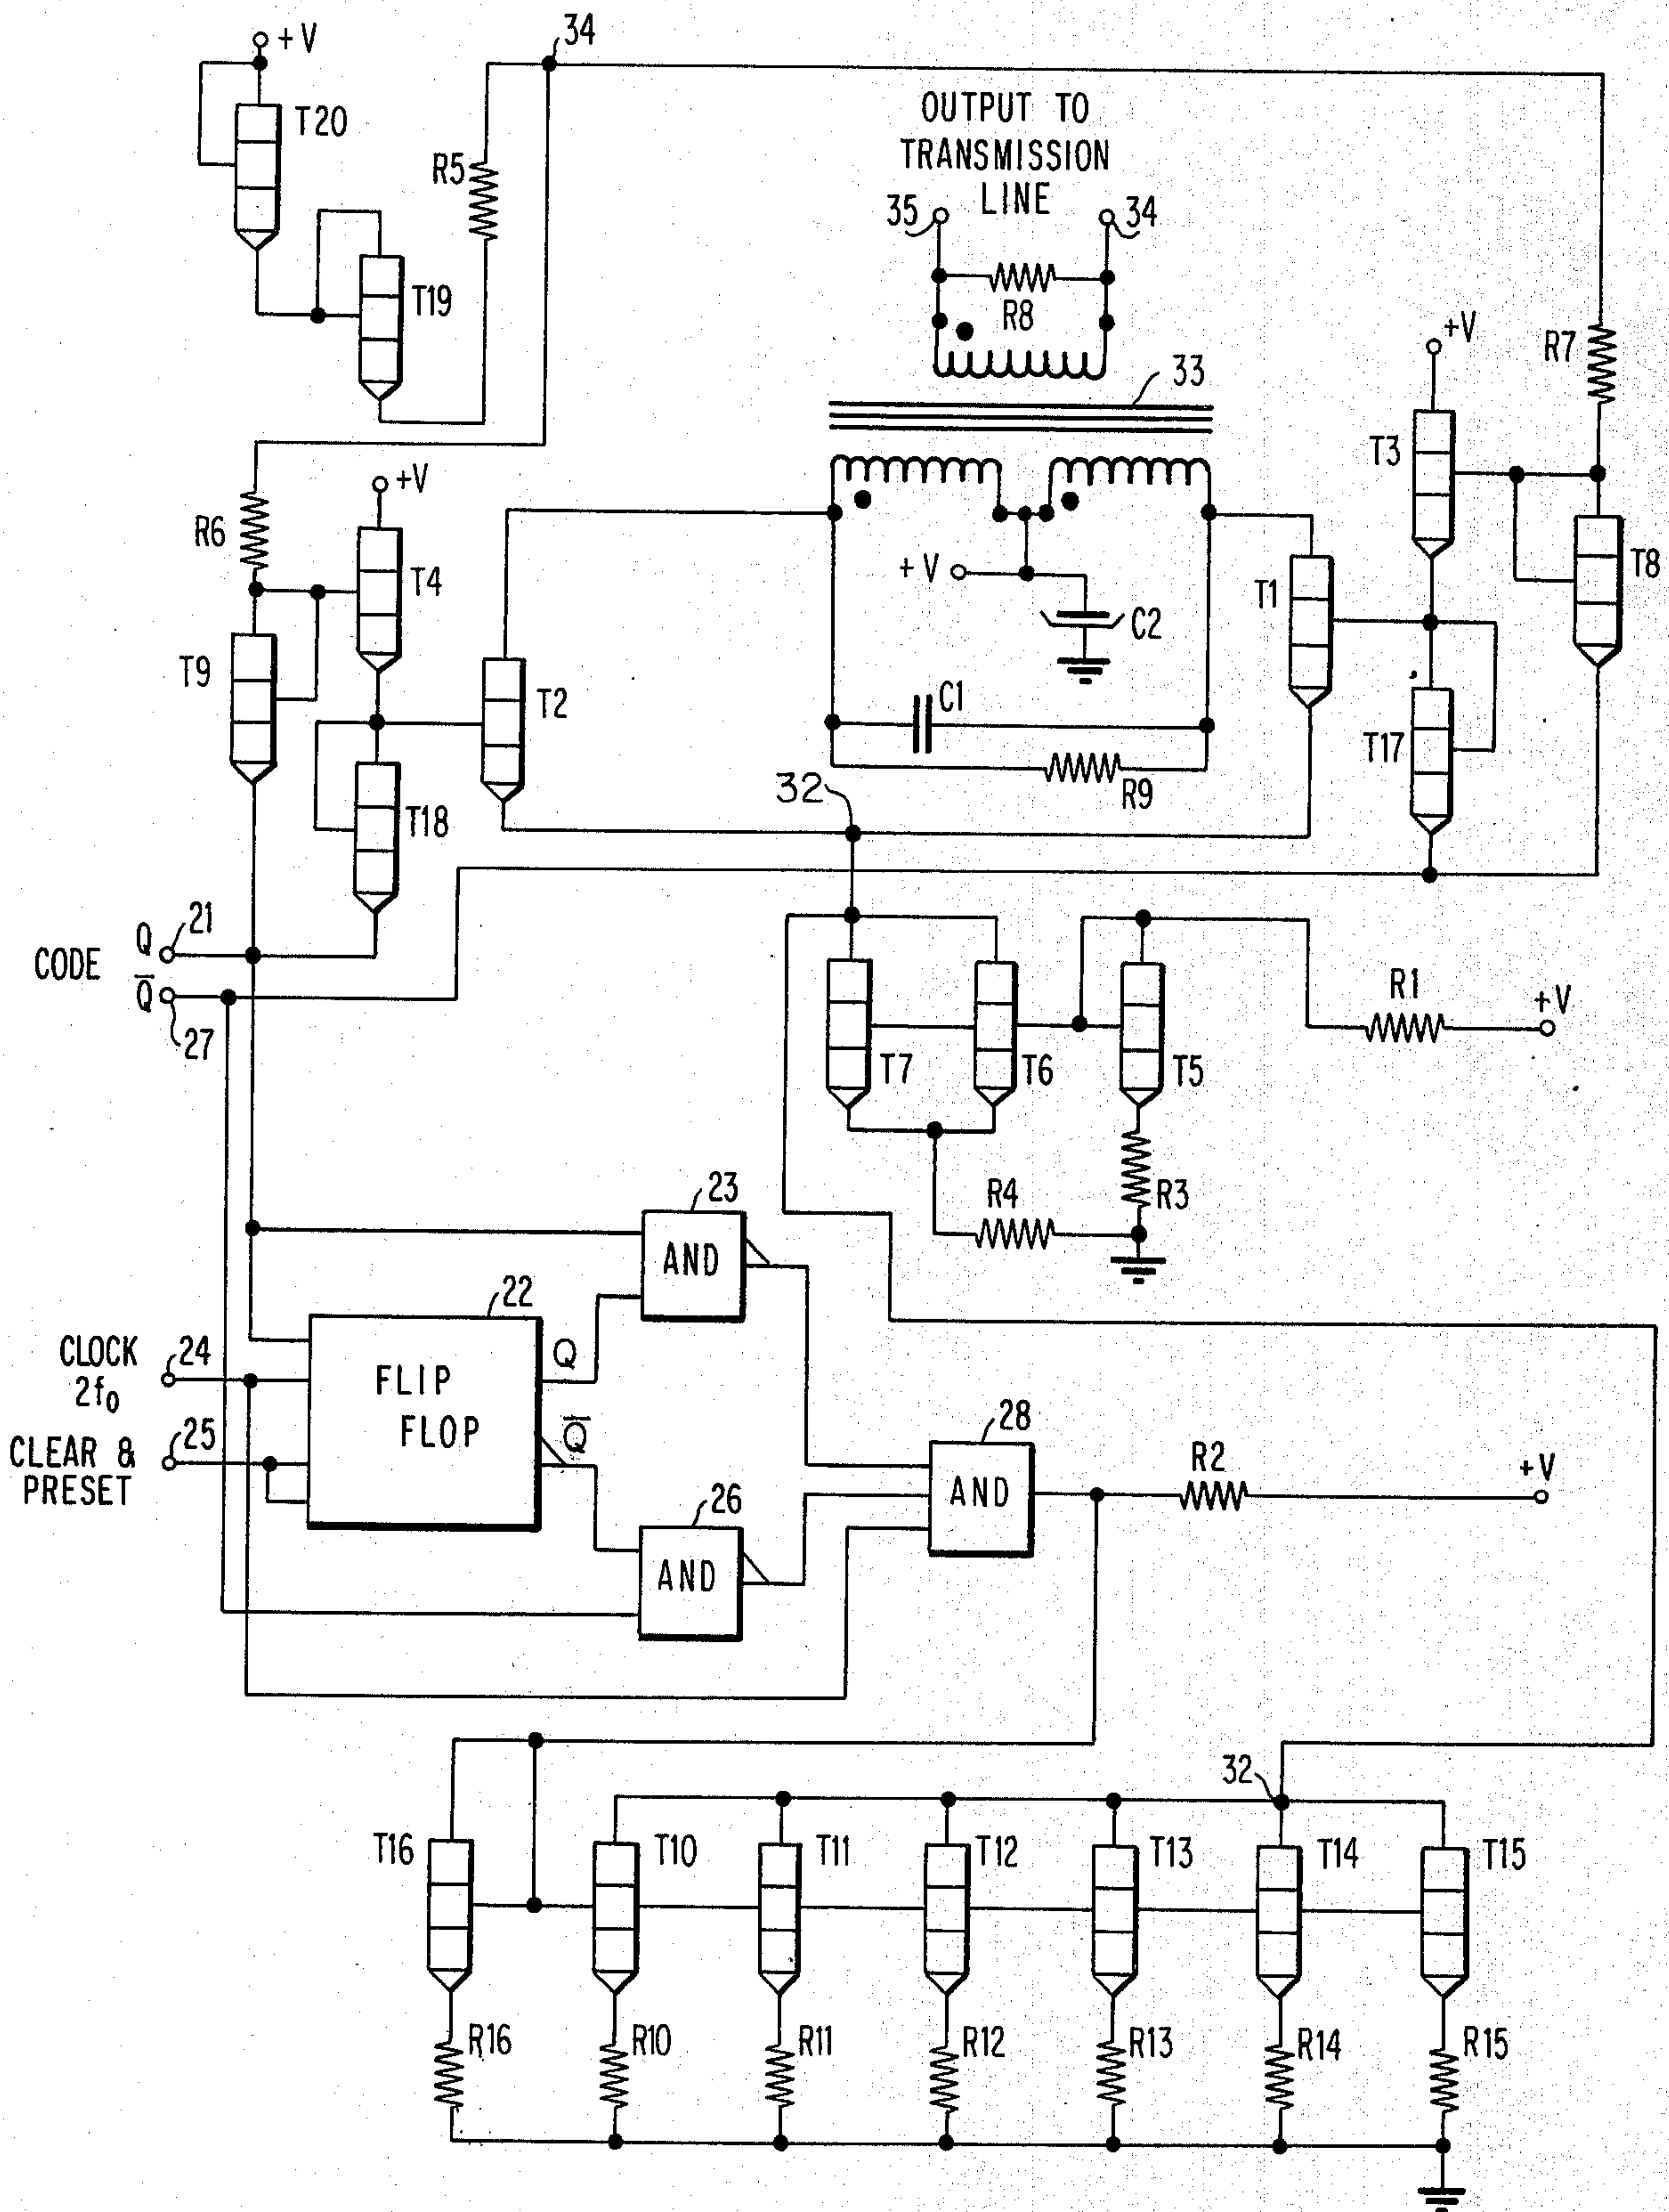 +V
34
T20
OUTPUT TO
TRANSMISSION
LINE
R5
35
34
T19
R8
+V
R7
33
T3
+V
R6
T4
+V
T1
T8
C2
T9
T2
C1
T17
R9
T18
32
CODE
Q
21
Q̅
27
R1
+V
T7
T6
T5
23
R4
R3
AND
22
CLOCK
2f₀
24
FLIP
FLOP
Q
Q̅
CLEAR &
PRESET
25
28
AND
R2
+V
26
AND
32
T16
T10
T11
T12
T13
T14
T15
R16
R10
R11
R12
R13
R14
R15